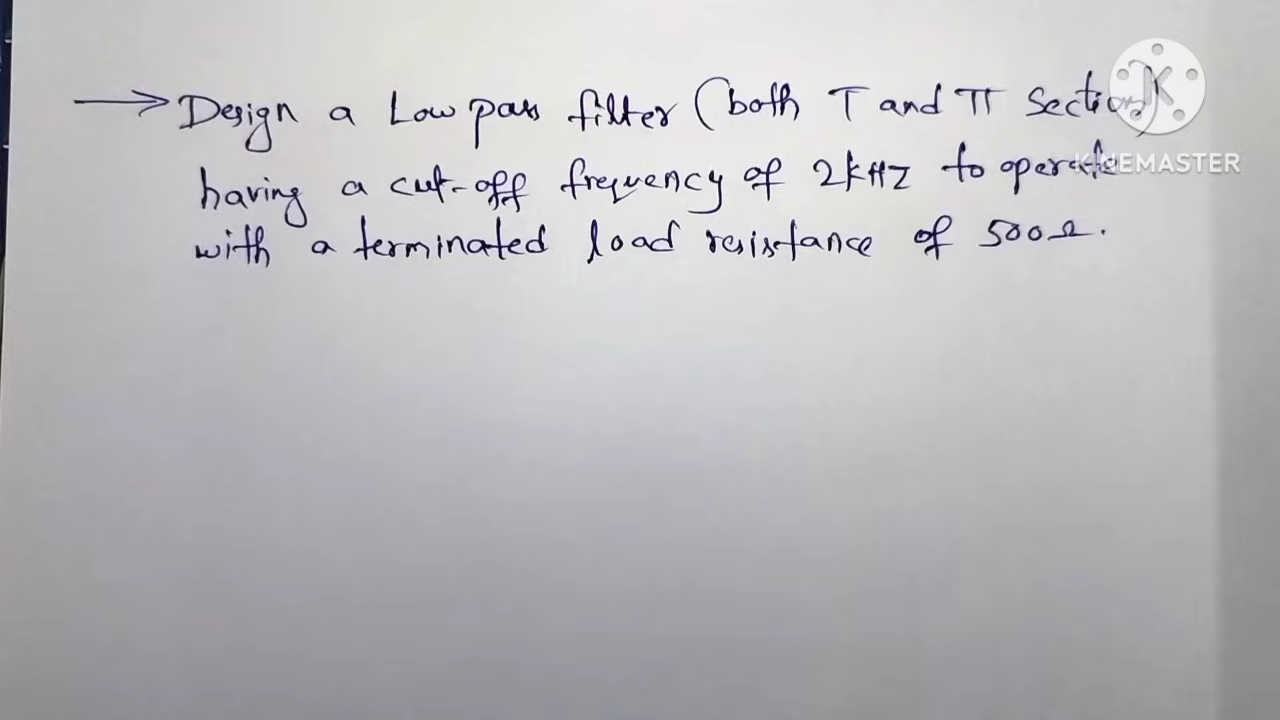 → Design a Low pass filter (both T and π section)
KINEMASTER
having a cut-off frequency of 2kHz to operate
with a terminated load resistance of 500Ω.